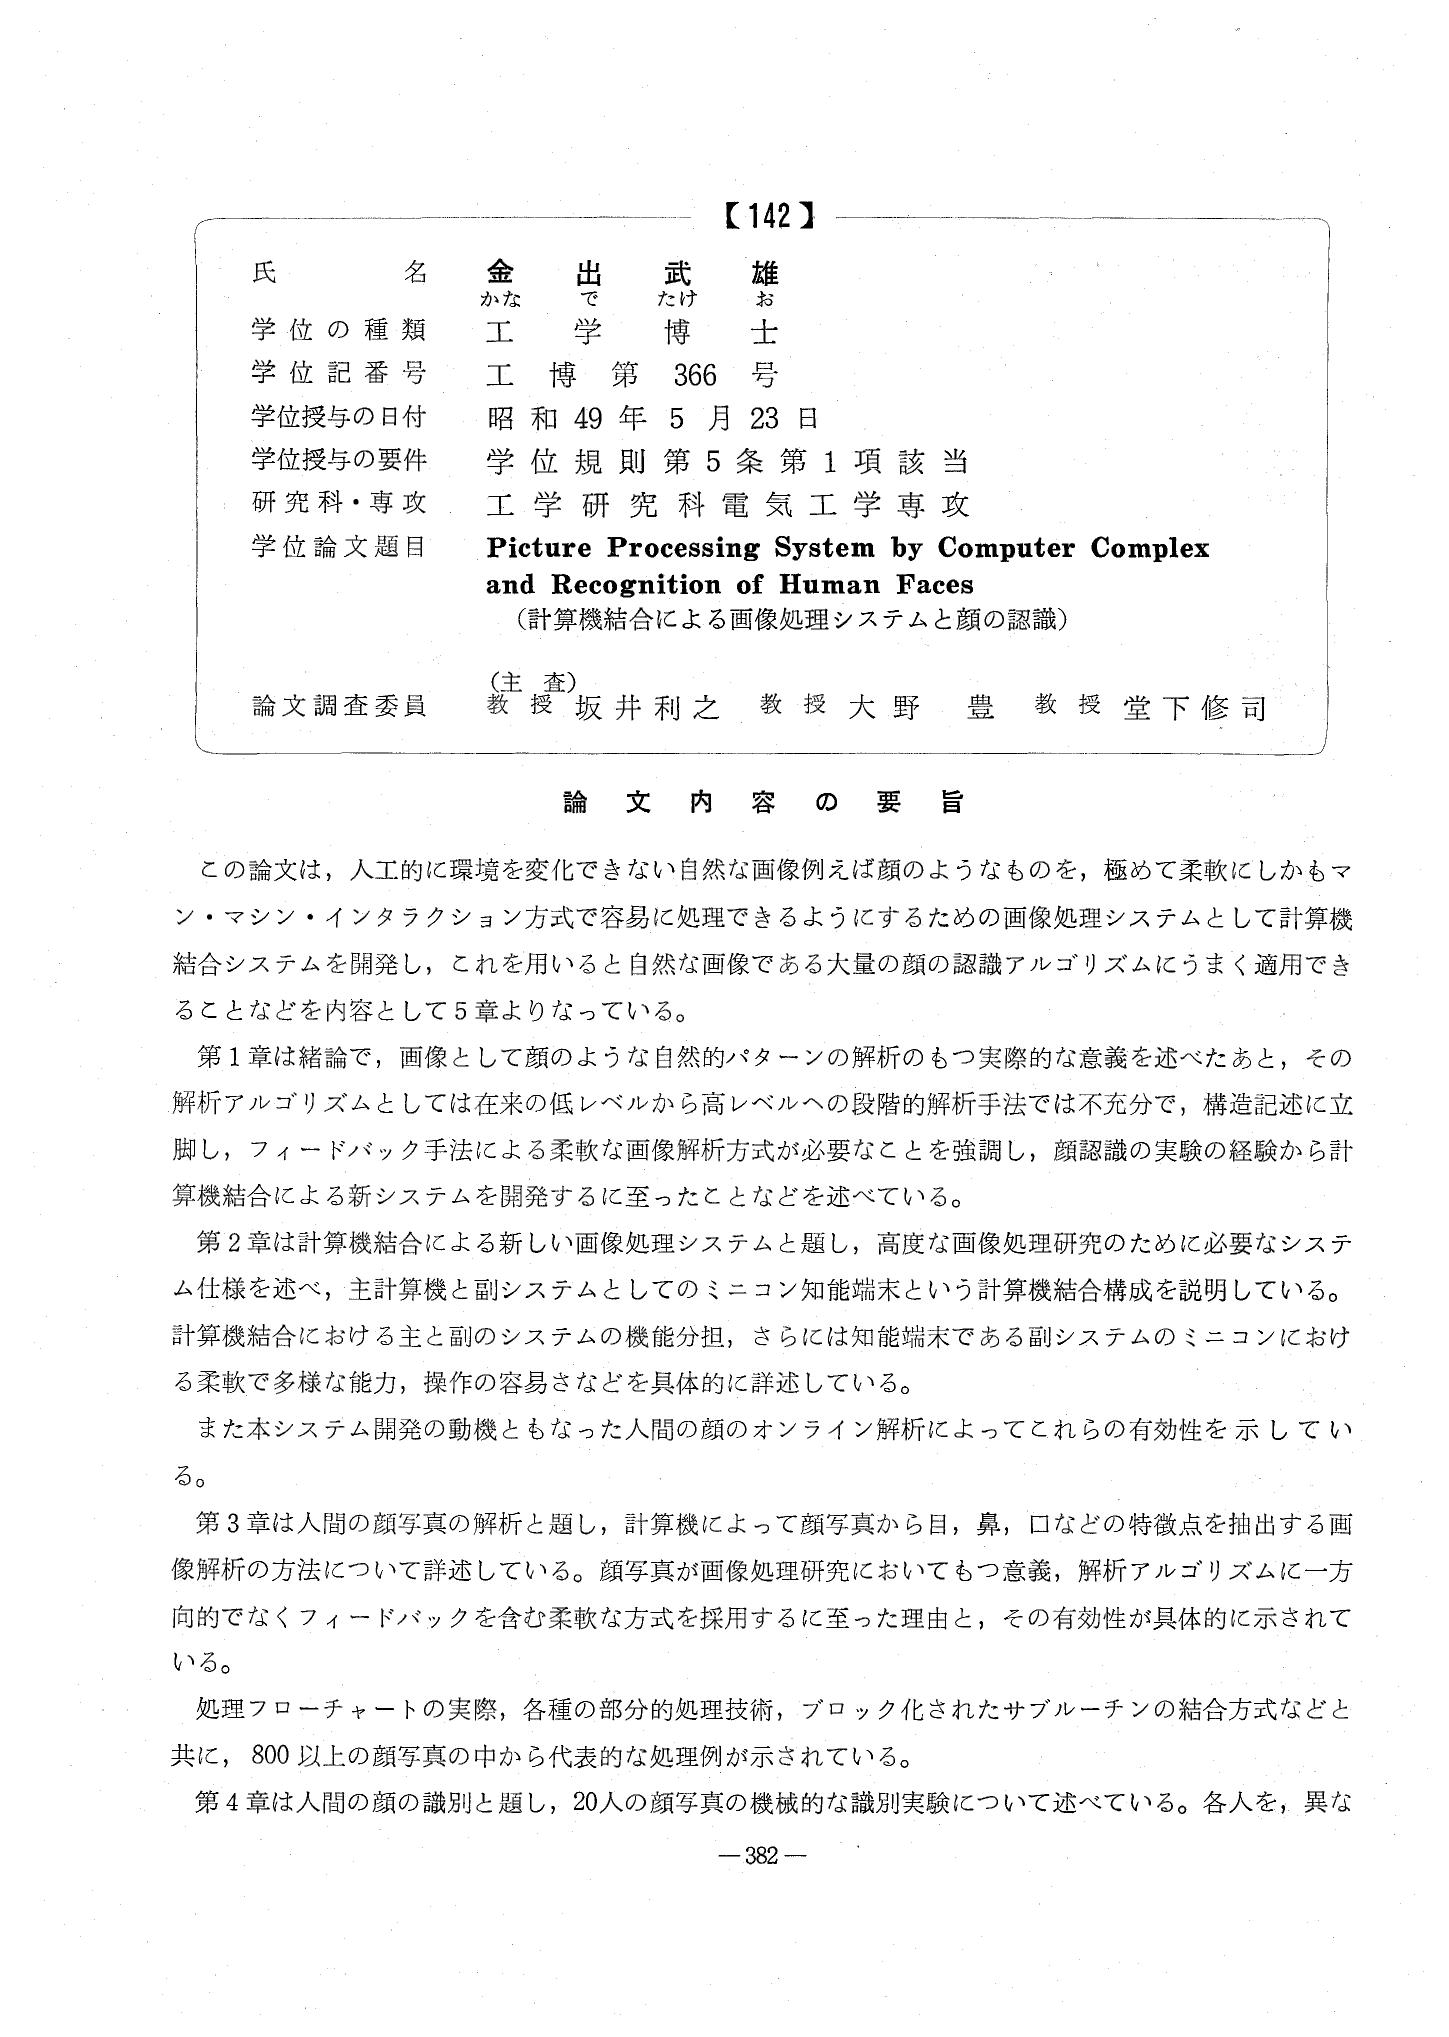 【142】
氏名 金出武雄
かなでたけお
学位の種類 工学博士
学位記番号 工博第366号
学位授与の日付 昭和49年5月23日
学位授与の要件 学位規則第5条第1項該当
研究科・専攻 工学研究科電気工学専攻
学位論文題目 Picture Processing System by Computer Complex
and Recognition of Human Faces
（計算機結合による画像処理システムと顔の認識）
（主査）
論文調査委員 教授 坂井利之 教授 大野豊 教授 堂下修司
論文内容の要旨
この論文は，人工的に環境を変化できない自然な画像例えば顔のようなものを，極めて柔軟にしかもマ
ン・マシン・インタラクション方式で容易に処理できるようにするための画像処理システムとして計算機
結合システムを開発し，これを用いると自然な画像である大量の顔の認識アルゴリズムにうまく適用でき
ることなどを内容として5章よりなっている。
第1章は緒論で，画像として顔のような自然的パターンの解析のもつ実際的な意義を述べたあと，その
解析アルゴリズムとしては在来の低レベルから高レベルへの段階的解析手法では不充分で，構造記述に立
脚し，フィードバック手法による柔軟な画像解析方式が必要なことを強調し，顔認識の実験の経験から計
算機結合による新システムを開発するに至ったことなどを述べている。
第2章は計算機結合による新しい画像処理システムと題し，高度な画像処理研究のために必要なシステ
ム仕様を述べ，主計算機と副システムとしてのミニコン知能端末という計算機結合構成を説明している。
計算機結合における主と副のシステムの機能分担，さらには知能端末である副システムのミニコンにおけ
る柔軟で多様な能力，操作の容易さなどを具体的に詳述している。
また本システム開発の動機ともなった人間の顔のオンライン解析によってこれらの有効性を示してい
る。
第3章は人間の顔写真の解析と題し，計算機によって顔写真から目，鼻，口などの特徴点を抽出する画
像解析の方法について詳述している。顔写真が画像処理研究においてもつ意義，解析アルゴリズムに一方
向的でなくフィードバックを含む柔軟な方式を採用するに至った理由と，その有効性が具体的に示されて
いる。
処理フローチャートの実際，各種の部分的処理技術，ブロック化されたサブルーチンの結合方式などと
共に，800以上の顔写真の中から代表的な処理例が示されている。
第4章は人間の顔の識別と題し，20人の顔写真の機械的な識別実験について述べている。各人を，異な
—382—